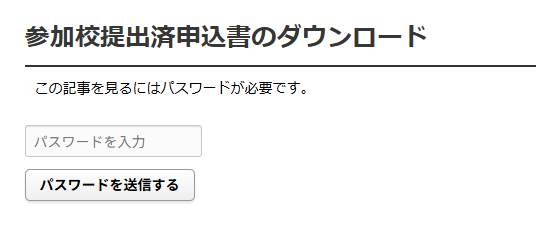 参加校提出済申込書のダウンロード
この記事を見るにはパスワードが必要です。
パスワードを入力
パスワードを送信する